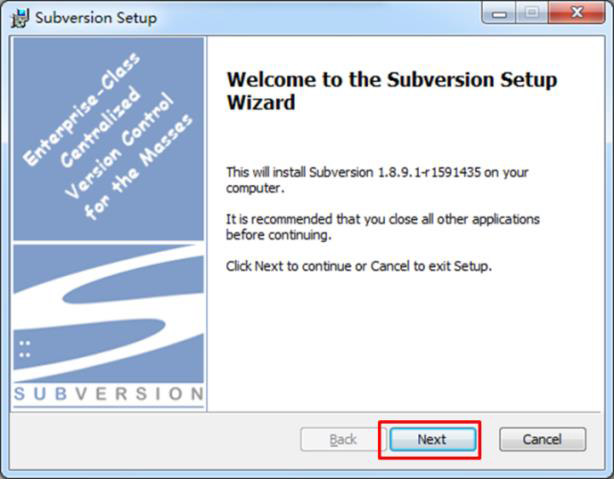 Subversion Setup
Enterprise-Class
Centralized
Version Control
for the Masses
SUBVERSION
Welcome to the Subversion Setup
Wizard
This will install Subversion 1.8.9.1-r1591435 on your
computer.
It is recommended that you close all other applications
before continuing.
Click Next to continue or Cancel to exit Setup.
Back
Next
Cancel